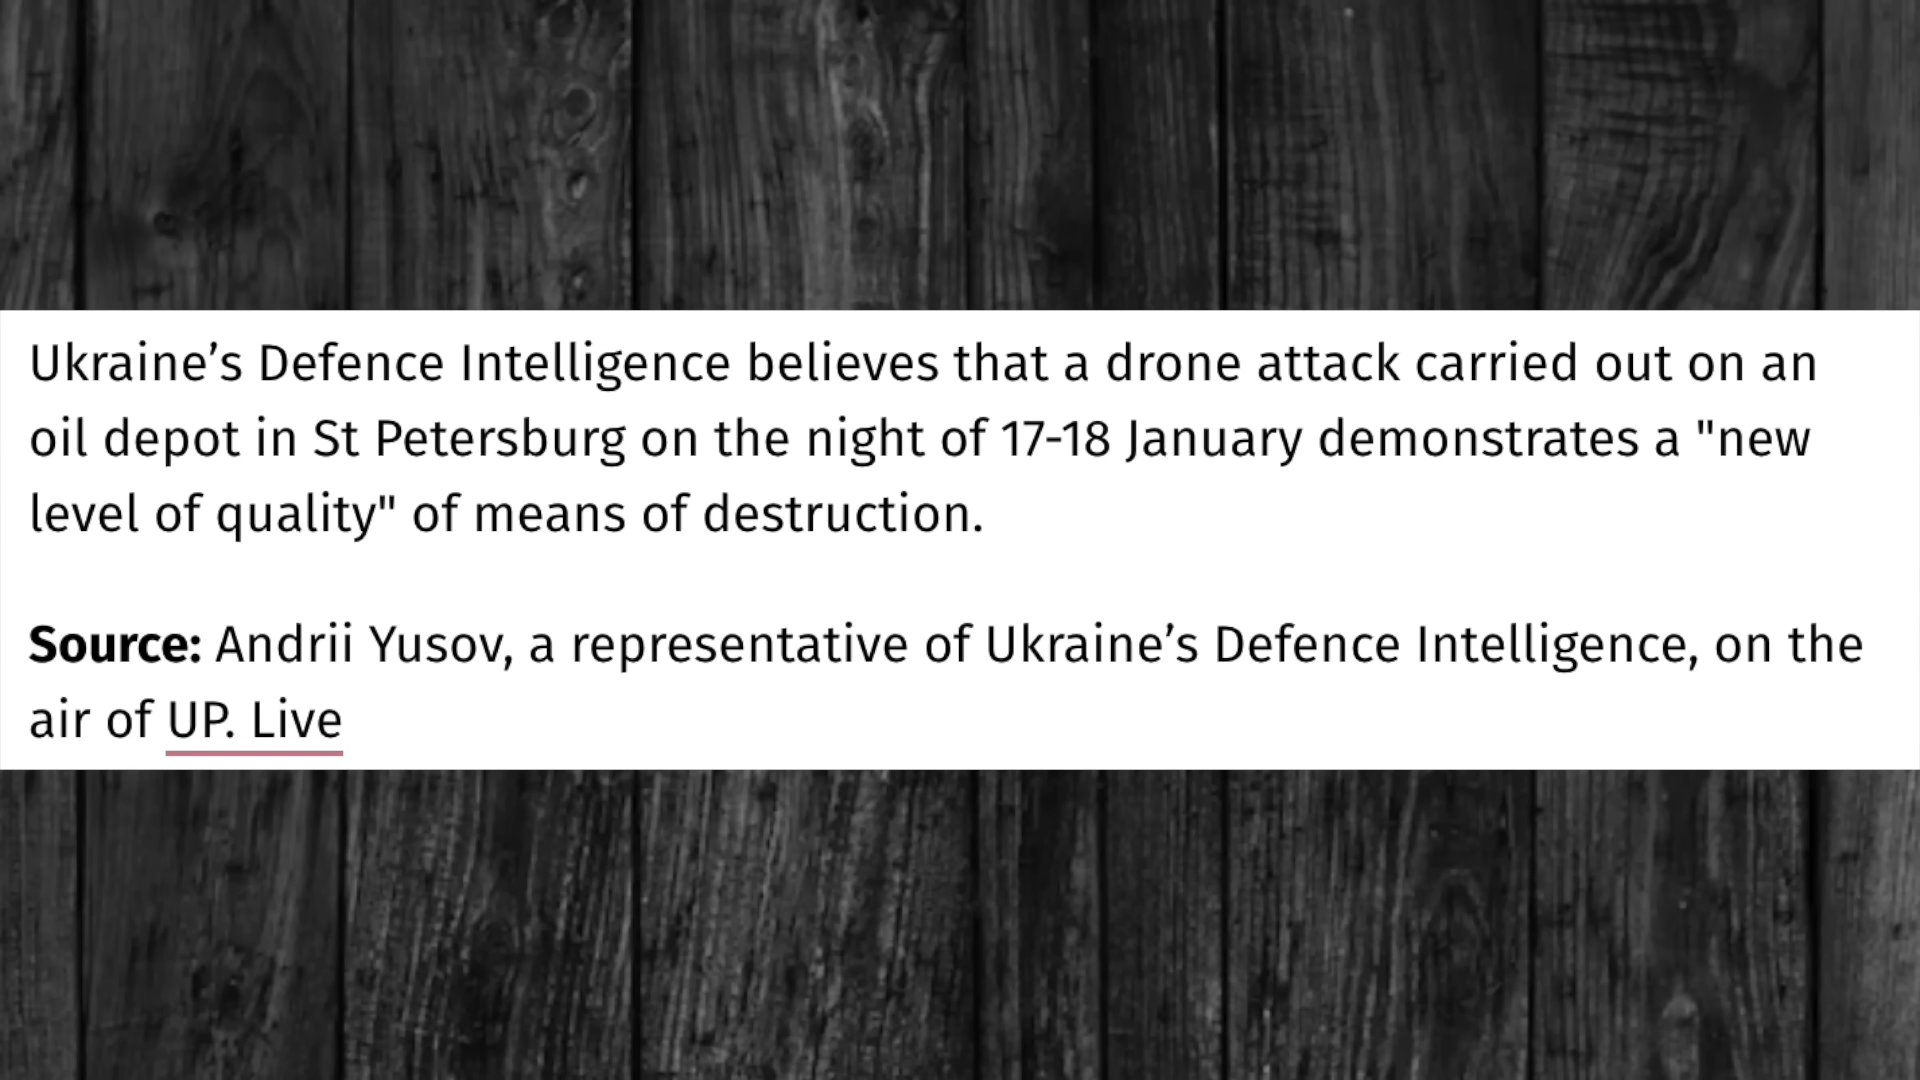 Ukraine’s Defence Intelligence believes that a drone attack carried out on an
oil depot in St Petersburg on the night of 17-18 January demonstrates a "new
level of quality" of means of destruction.
Source: Andrii Yusov, a representative of Ukraine’s Defence Intelligence, on the
air of UP. Live